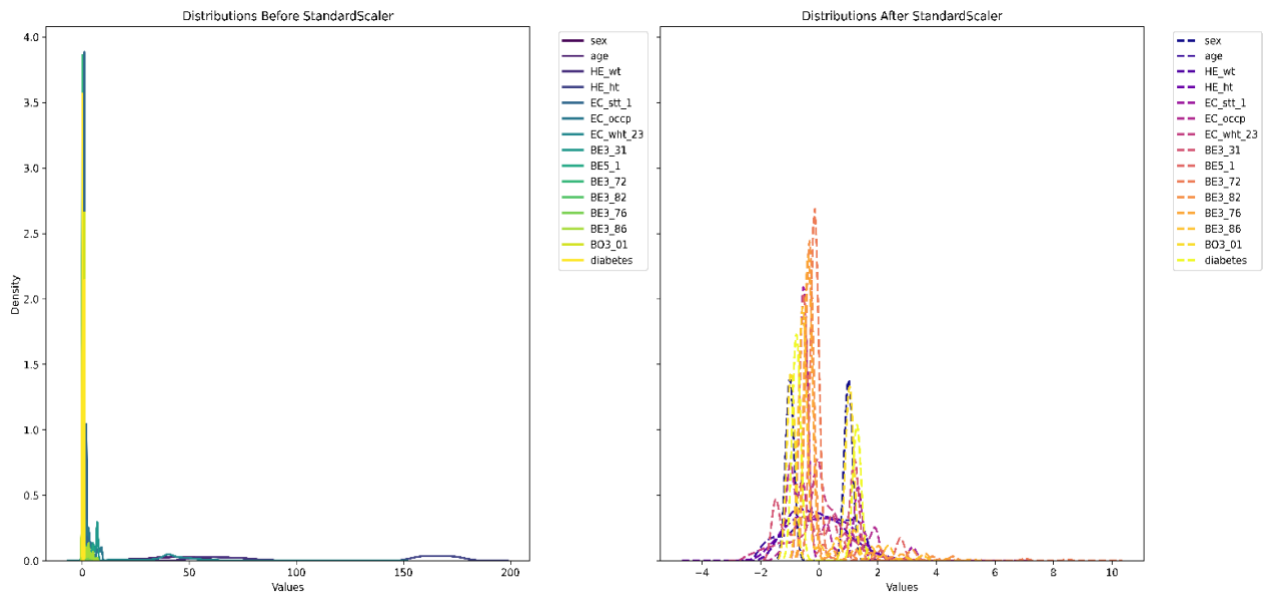 Distributions Before StandardScaler
4.0
3.5
3.0
2.5
2.0
1.5
1.0
0.5
0.0
Density
0
50
100
150
200
Values
sex
age
HE_wt
HE_ht
EC_stt_1
EC_occp
EC_wht_23
BE3_31
BE5_1
BE3_72
BE3_82
BE3_76
BE3_86
BO3_01
diabetes
Distributions After StandardScaler
−4
−2
0
2
4
6
8
10
Values
sex
age
HE_wt
HE_ht
EC_stt_1
EC_occp
EC_wht_23
BE3_31
BE5_1
BE3_72
BE3_82
BE3_76
BE3_86
BO3_01
diabetes